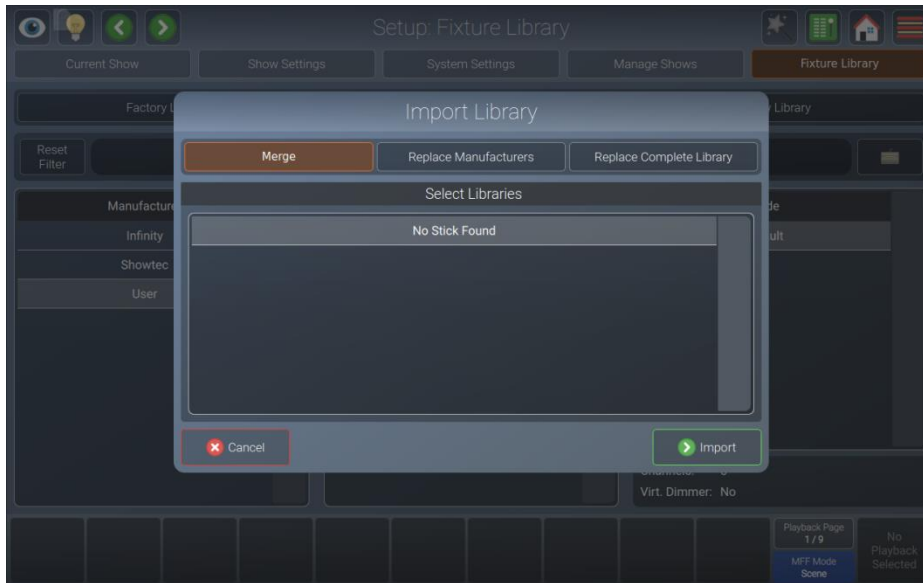 Setup: Fixture Library
Current Show
Show Settings
System Settings
Manage Shows
Fixture Library
Factory L
Library
Import Library
Reset
Filter
Merge
Replace Manufacturers
Replace Complete Library
Select Libraries
Manufacture
de
No Stick Found
Infinity
ult
Showtec
User
Cancel
Import
Virt. Dimmer: No
Playback Page
1 / 9
MFF Mode
Scene
No
Playback
Selected